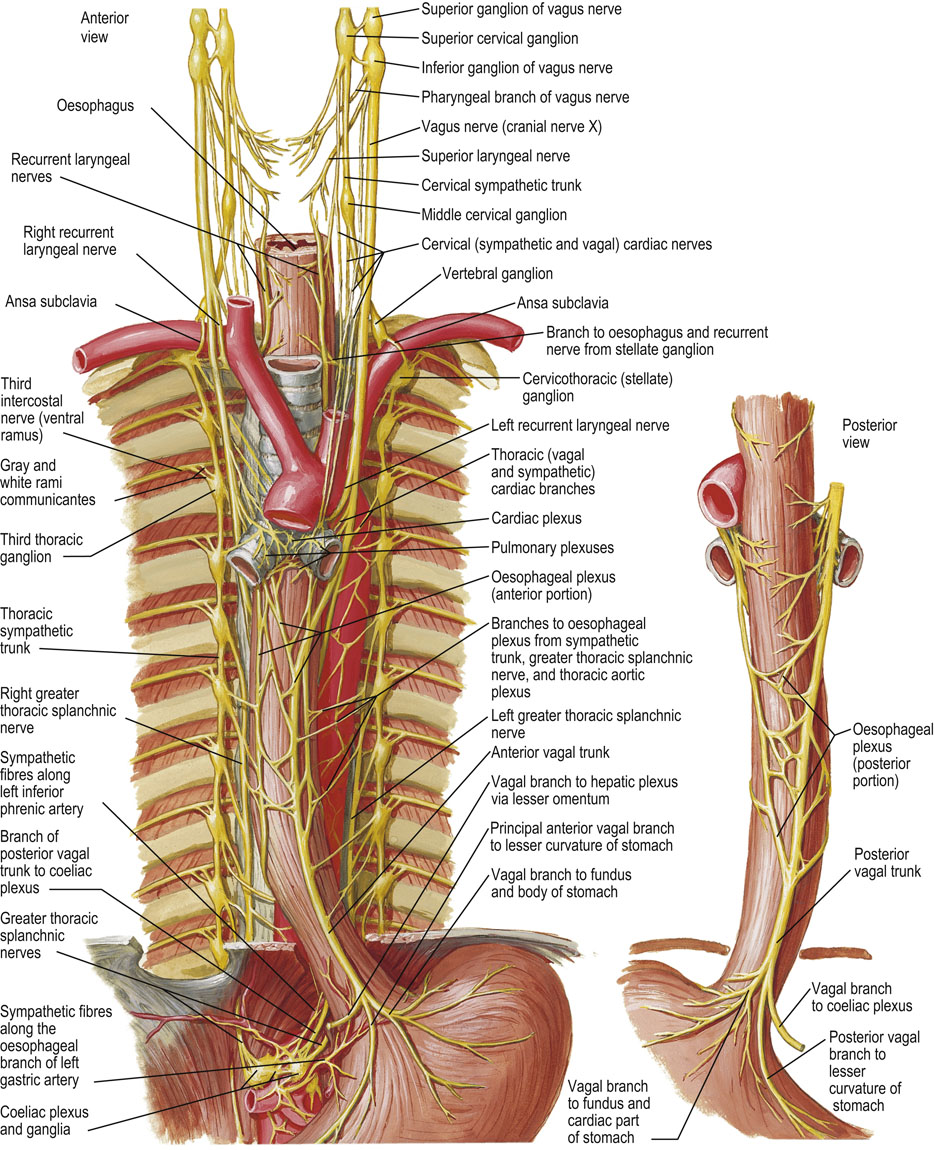 Anterior
view
Oesophagus
Recurrent laryngeal
nerves
Right recurrent
laryngeal nerve
Ansa subclavia
Third
intercostal
nerve (ventral
ramus)
Gray and
white rami
communicantes
Third thoracic
ganglion
Thoracic
sympathetic
trunk
Right greater
thoracic splanchnic
nerve
Sympathetic
fibres along
left inferior
phrenic artery
Branch of
posterior vagal
trunk to coeliac
plexus
Greater thoracic
splanchnic
nerves
Sympathetic fibres
along the
oesophageal
branch of left
gastric artery
Coeliac plexus
and ganglia
Superior ganglion of vagus nerve
Superior cervical ganglion
Inferior ganglion of vagus nerve
Pharyngeal branch of vagus nerve
Vagus nerve (cranial nerve X)
Superior laryngeal nerve
Cervical sympathetic trunk
Middle cervical ganglion
Cervical (sympathetic and vagal) cardiac nerves
Vertebral ganglion
Ansa subclavia
Branch to oesophagus and recurrent
nerve from stellate ganglion
Cervicothoracic (stellate)
ganglion
Left recurrent laryngeal nerve
Thoracic (vagal
and sympathetic)
cardiac branches
Cardiac plexus
Pulmonary plexuses
Oesophageal plexus
(anterior portion)
Branches to oesophageal
plexus from sympathetic
trunk, greater thoracic splanchnic
nerve, and thoracic aortic
plexus
Left greater thoracic splanchnic
nerve
Anterior vagal trunk
Vagal branch to hepatic plexus
via lesser omentum
Principal anterior vagal branch
to lesser curvature of stomach
Vagal branch to fundus
and body of stomach
Posterior
view
Oesophageal
plexus
(posterior
portion)
Posterior
vagal trunk
Vagal branch
to coeliac plexus
Posterior vagal
branch to
lesser
curvature of
stomach
Vagal branch
to fundus and
cardiac part
of stomach